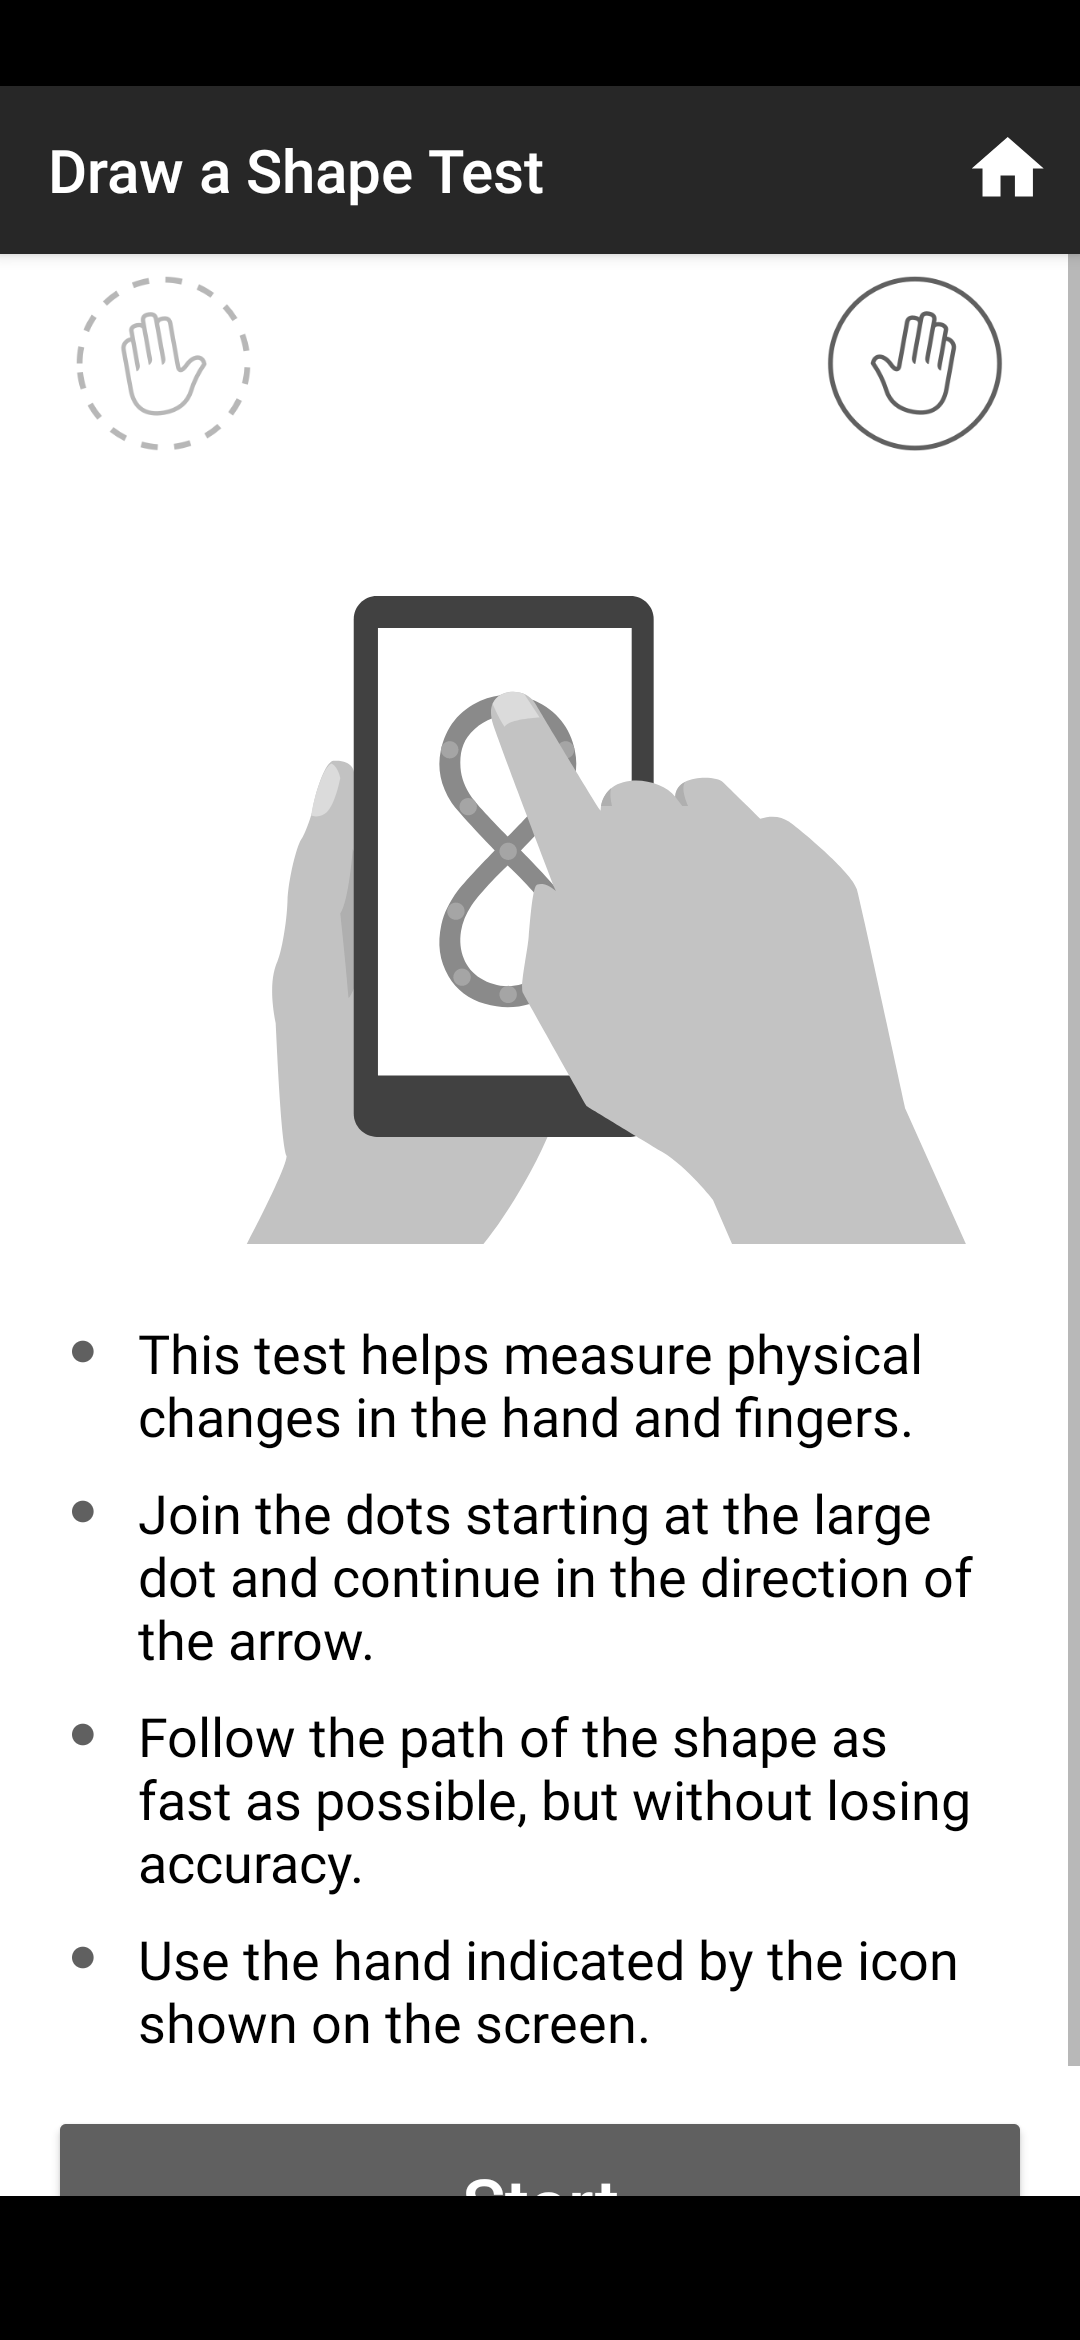 Draw a Shape Test
This test helps measure physical
changes in the hand and fingers.
Join the dots starting at the large
dot and continue in the direction of
the arrow.
Follow the path of the shape as
fast as possible, but without losing
accuracy.
Use the hand indicated by the icon
shown on the screen.
Start